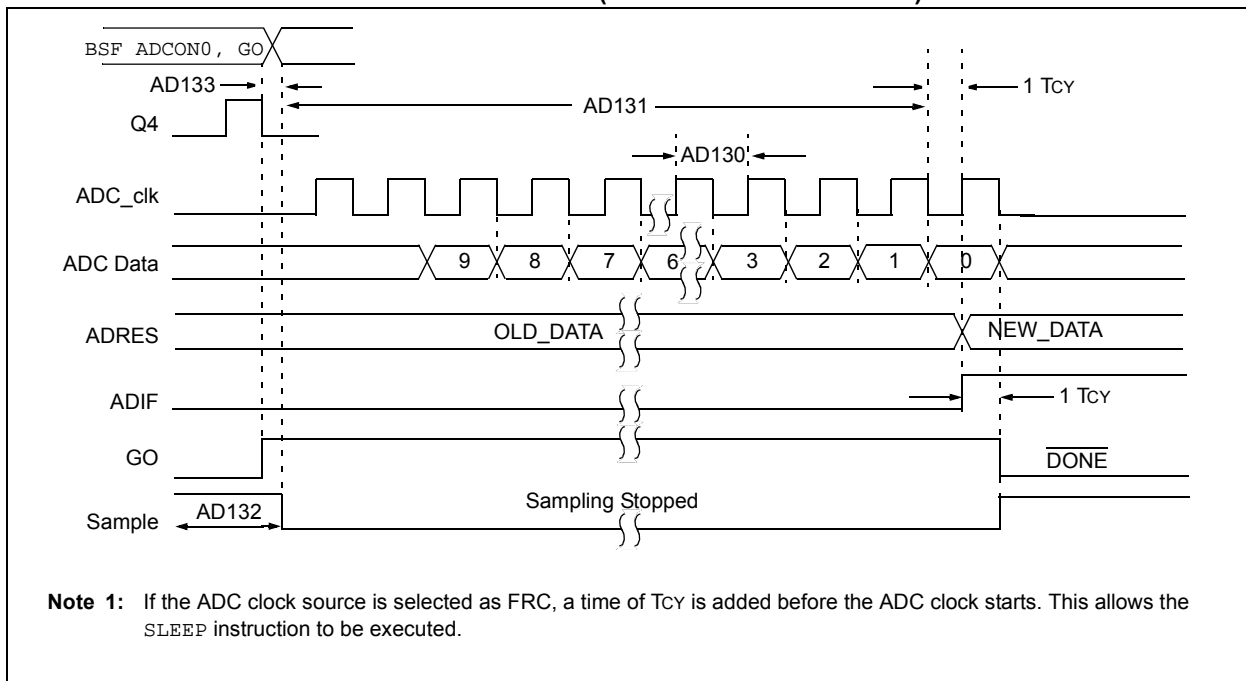 BSF ADCON0, GO
AD133
1 TCY
AD131
Q4
AD130
ADC_clk
ADC Data
9
8
7
6
3
2
1
0
OLD_DATA
NEW_DATA
ADRES
ADIF
1 TCY
GO
DONE
Sampling Stopped
AD132
Sample
Note 1: If the ADC clock source is selected as FRC, a time of TCY is added before the ADC clock starts. This allows the
SLEEP instruction to be executed.